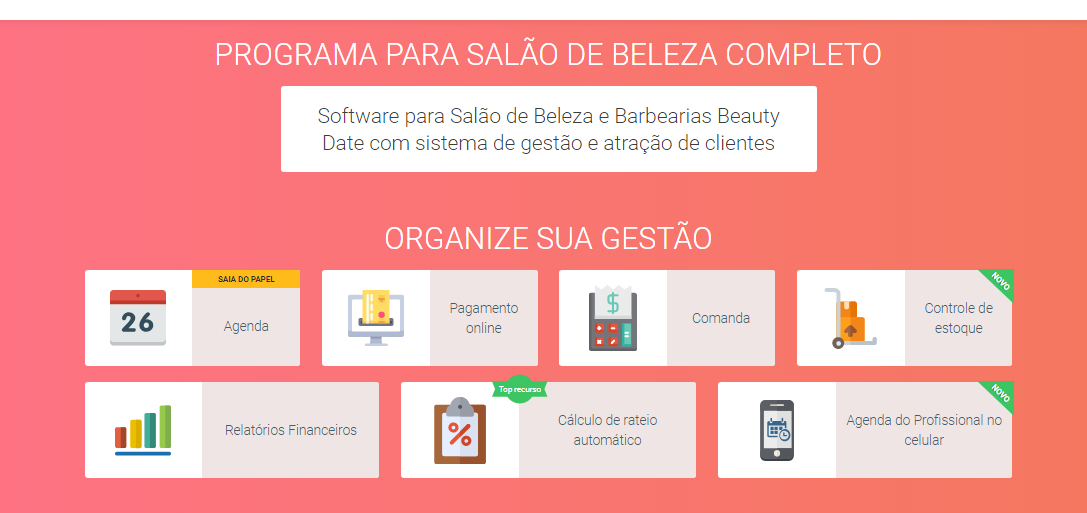 PROGRAMA PARA SALÃO DE BELEZA COMPLETO
Software para Salão de Beleza e Barbearias Beauty
Date com sistema de gestão e atração de clientes
ORGANIZE SUA GESTÃO
26
SAIA DO PAPEL
Agenda
Pagamento
online
$
Comanda
NOVO
Controle de
estoque
Relatórios Financeiros
%
Top recurso
Cálculo de rateio
automático
NOVO
Agenda do Profissional no
celular